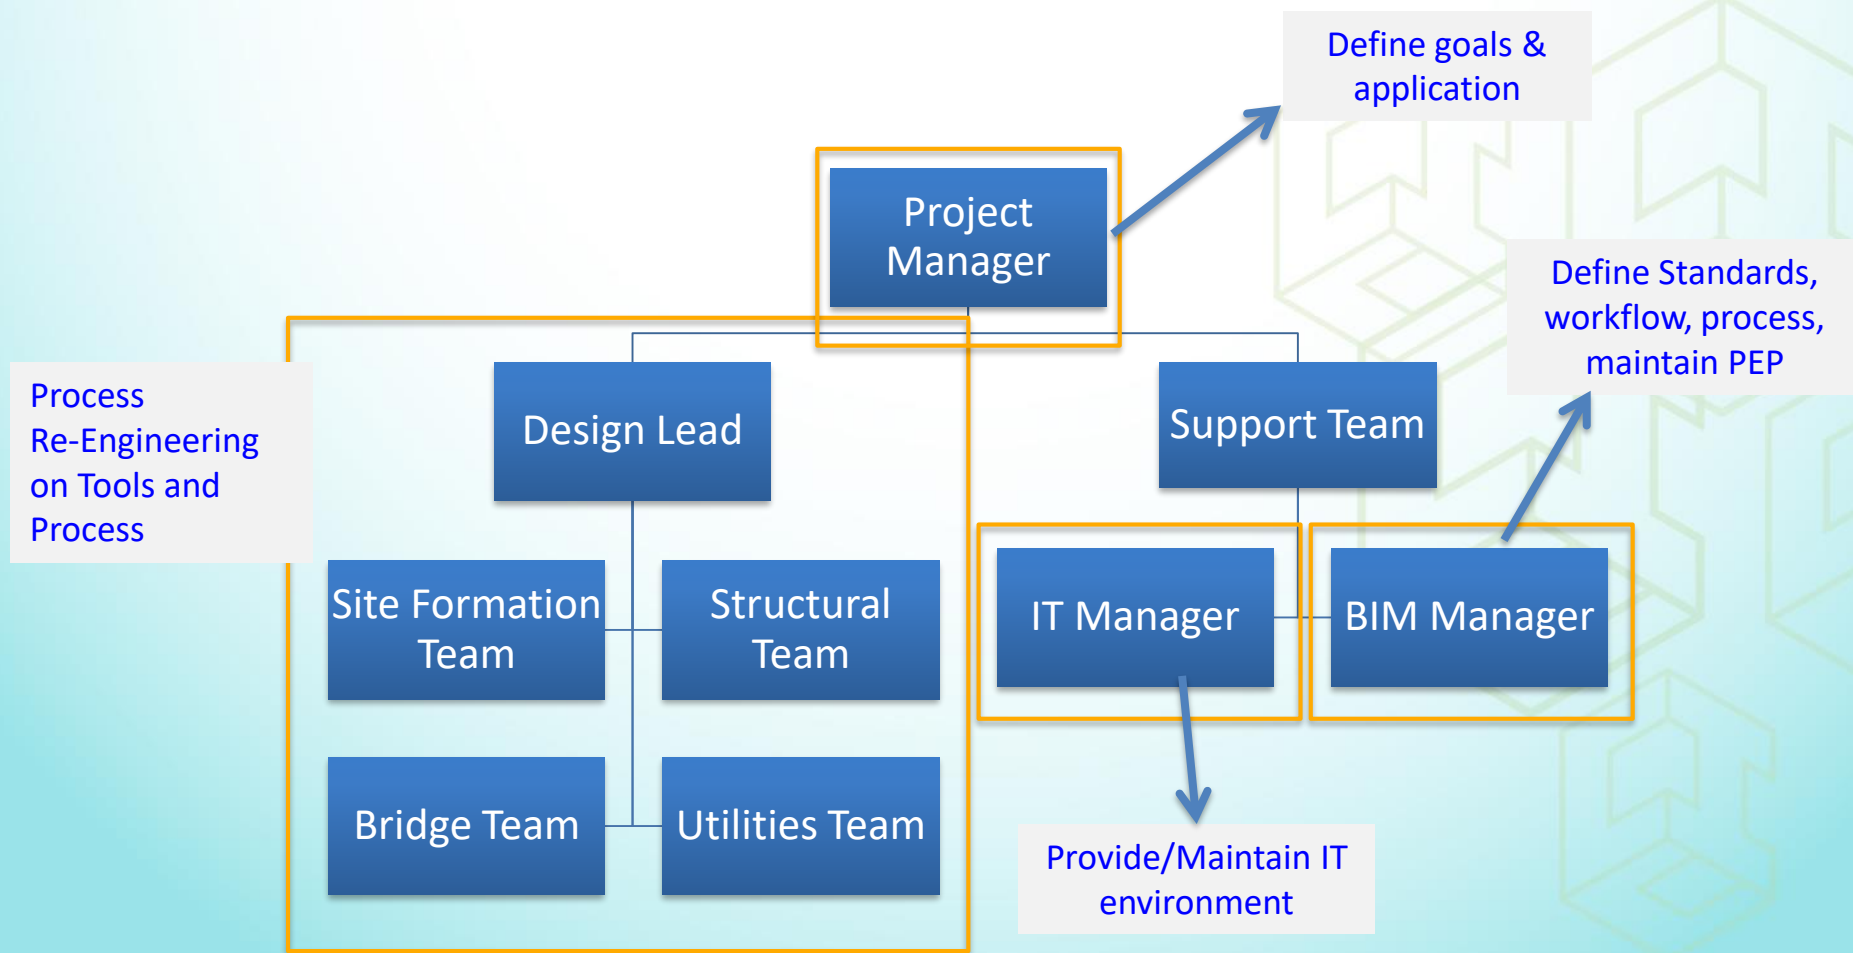 Define goals &
application
Project
Manager
Define Standards,
workflow, process,
maintain PEP
Process
Re-Engineering
on Tools and
Process
Design Lead
Support Team
Site Formation
Team
Structural
Team
IT Manager
BIM Manager
Bridge Team
Utilities Team
Provide/Maintain IT
environment